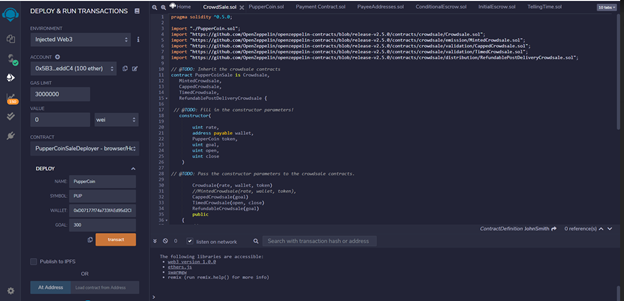 DEPLOY & RUN TRANSACTIONS
ENVIRONMENT
Injected Web3
ACCOUNT
0x5B3...eddC4 (100 ether)
GAS LIMIT
3000000
VALUE
0
wei
CONTRACT
PupperCoinSaleDeployer - browser/Ho
DEPLOY
NAME
PupperCoin
SYMBOL
PUP
WALLET
GOAL
300
transact
Publish to IPFS
OR
At Address
Load contract from Address
Home
CrowdSale.sol
PupperCoin.sol
Payment Contract.sol
PayeeAddresses.sol
ConditionalEscrow.sol
InitialEscrow.sol
TellingTime.sol
pragma solidity ^0.5.0;
import "./PupperCoin.sol";
import "https://github.com/OpenZeppelin/openzeppelin-contracts/blob/release-v2.5.0/contracts/crowdsale/Crowdsale.sol";
import "https://github.com/OpenZeppelin/openzeppelin-contracts/blob/release-v2.5.0/contracts/crowdsale/emission/MintedCrowdsale.sol";
import "https://github.com/OpenZeppelin/openzeppelin-contracts/blob/release-v2.5.0/contracts/crowdsale/validation/CappedCrowdsale.sol";
import "https://github.com/OpenZeppelin/openzeppelin-contracts/blob/release-v2.5.0/contracts/crowdsale/validation/TimedCrowdsale.sol";
import "https://github.com/OpenZeppelin/openzeppelin-contracts/blob/release-v2.5.0/contracts/crowdsale/distribution/RefundablePostDeliveryCrowdsale.sol";
// @TODO: Inherit the crowdsale contracts
contract PupperCoinSale is Crowdsale,
MintedCrowdsale,
CappedCrowdsale,
TimedCrowdsale,
RefundablePostDeliveryCrowdsale {
// @TODO: Fill in the constructor parameters!
constructor(
uint rate,
address payable wallet,
PupperCoin token,
uint goal,
uint open,
uint close
)
// @TODO: Pass the constructor parameters to the crowdsale contracts.
Crowdsale(rate, wallet, token)
//MintedCrowdsale(rate, wallet, token),
CappedCrowdsale(goal)
TimedCrowdsale(open, close)
RefundableCrowdsale(goal)
public
{
ContractDefinition JohnSmith
0 reference(s)
0
listen on network
Search with transaction hash or address
The following libraries are accessible:
• web3 version 1.0.0
• ethers.js
• swarmgw
• remix (run remix.help() for more info)
>